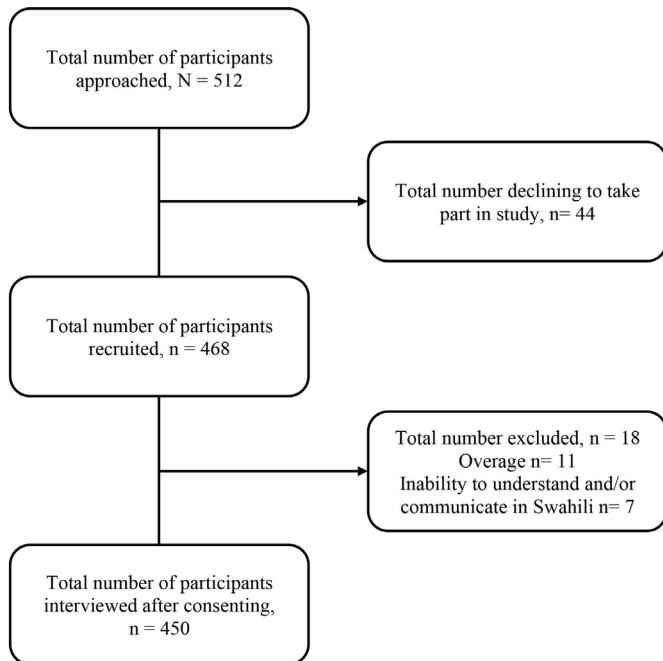 Total number of participants
approached, N = 512
Total number declining to take
part in study, n= 44
Total number of participants
recruited, n = 468
Total number excluded, n = 18
Overage n= 11
Inability to understand and/or
communicate in Swahili n= 7
Total number of participants
interviewed after consenting,
n = 450